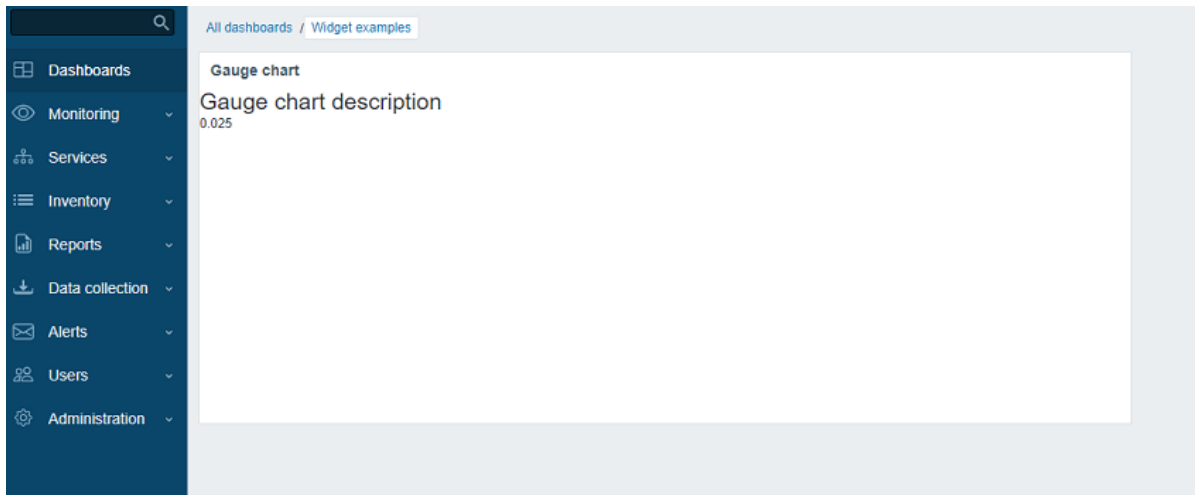 All dashboards / Widget examples
Dashboards
Monitoring
Services
Inventory
Reports
Data collection
Alerts
Users
Administration
Gauge chart
Gauge chart description
0.025